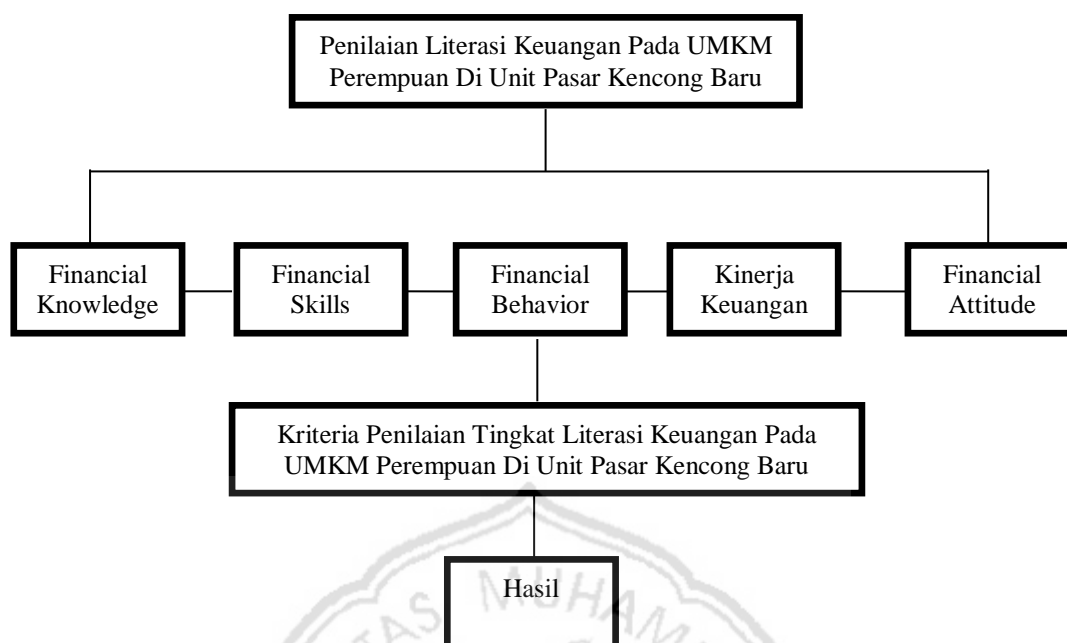 Penilaian Literasi Keuangan Pada UMKM
Perempuan Di Unit Pasar Kencong Baru
Financial
Knowledge
Financial
Skills
Financial
Behavior
Kinerja
Keuangan
Financial
Attitude
Kriteria Penilaian Tingkat Literasi Keuangan Pada
UMKM Perempuan Di Unit Pasar Kencong Baru
Hasil